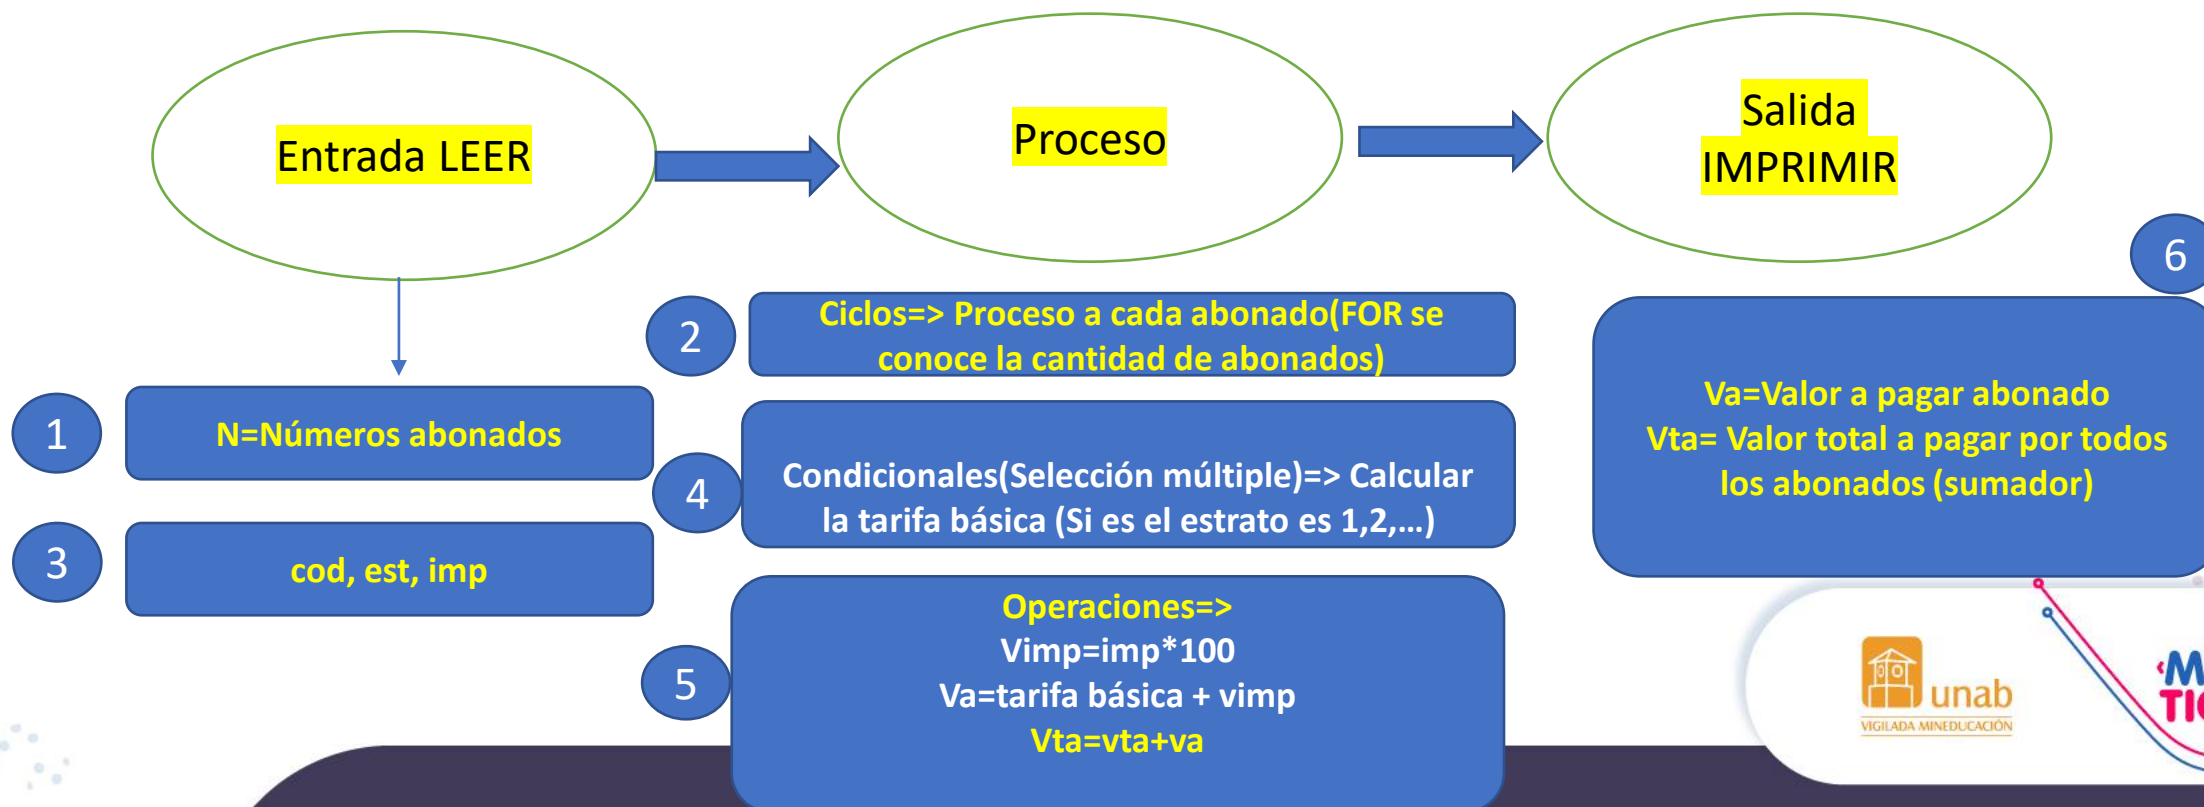 Entrada LEER
Proceso
Salida
IMPRIMIR
1
N=Números abonados
2
Ciclos=> Proceso a cada abonado(FOR se
conoce la cantidad de abonados)
3
cod, est, imp
4
Condicionales(Selección múltiple)=> Calcular
la tarifa básica (Si es el estrato es 1,2,...)
5
Operaciones=>
Vimp=imp*100
Va=tarifa básica + vimp
Vta=vta+va
6
Va=Valor a pagar abonado
Vta= Valor total a pagar por todos
los abonados (sumador)
unab
VIGILADA MINEDUCACIÓN